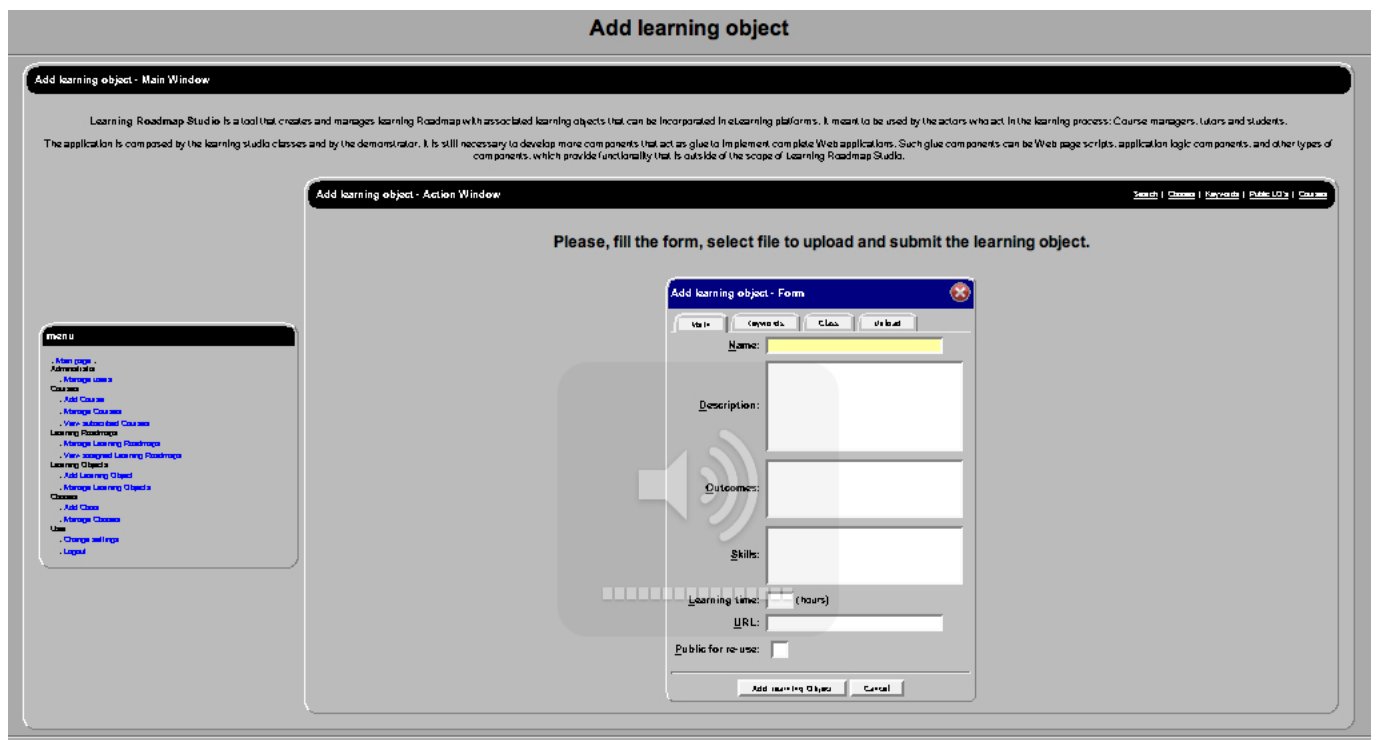 Add learning object
Add learning object - Main Window
Learning Roadmap Studio is a tool that creates and manages learning Roadmap with associated learning objects that can be incorporated in eLearning platforms. It meant to be used by the actors who act in the learning process: Course managers, tutors and students.
The application is composed by the learning studio classes and by the demonstrator. It is still necessary to develop more components that act as glue to implement complete Web applications. Such glue components can be Web page scripts, application logic components, and other types of
components, which provide functionality that is outside of the scope of Learning Roadmap Studio.
Add learning object - Action Window
Search | Classes | Keywords | Public LO's | Courses
Please, fill the form, select file to upload and submit the learning object.
menu
. Main page .
Administrator
. Manage users
Courses
. Add Course
. Manage Courses
. View subscribed Courses
Learning Roadmaps
. Manage Learning Roadmaps
. View assigned Learning Roadmaps
Learning Objects
. Add Learning Object
. Manage Learning Objects
Classes
. Add Class
. Manage Classes
User
. Change settings
. Logout
Add learning object - Form
Main Keywords Class Upload
Name:
Description:
Outcomes:
Skills:
Learning time: (hours)
URL:
Public for re-use:
Add Learning Object Cancel